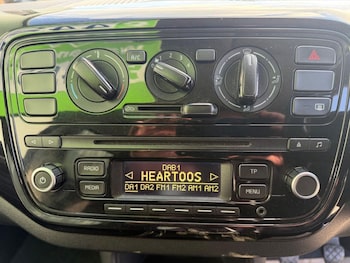 A/C
RADIO
DAB1
TP
HEARTOOS
MEDIA
DA1 DA2 FM1 FM2 AM1 AM2
MENU